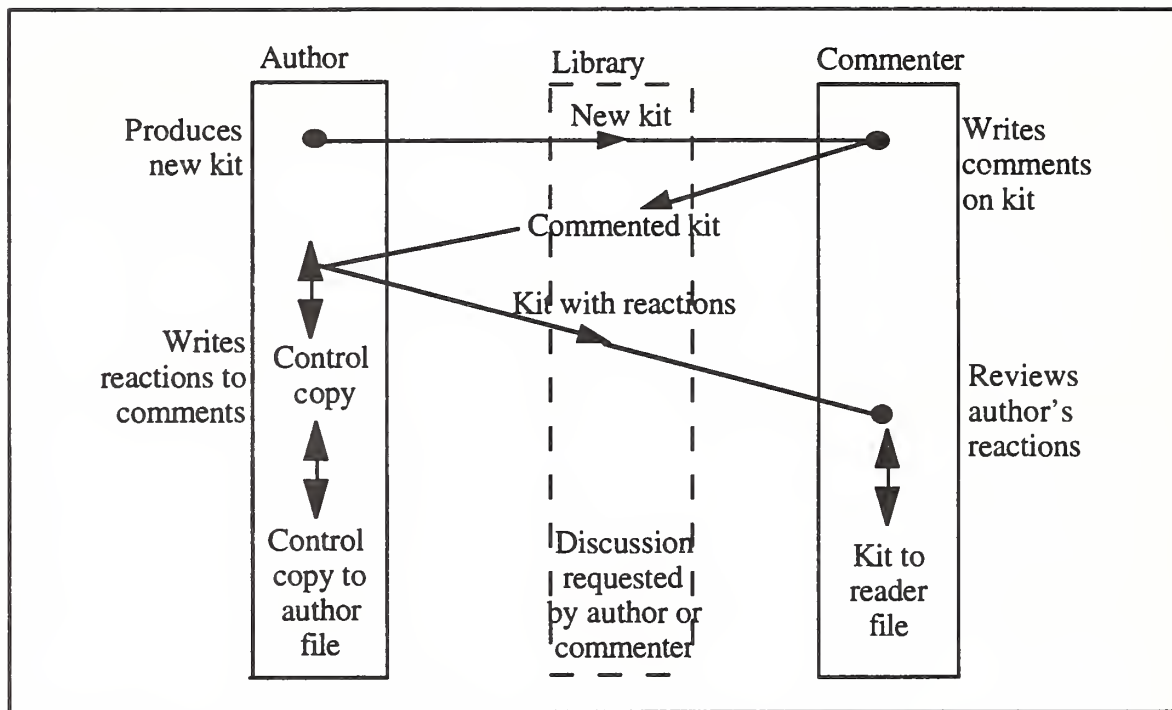 Author
Library
Commenter
Produces
new kit
New kit
Writes
comments
on kit
Commented kit
Kit with reactions
Writes
reactions to
comments
Control
copy
Reviews
author's
reactions
Control
copy to
author
file
Discussion
requested
by author or
commenter
Kit to
reader
file